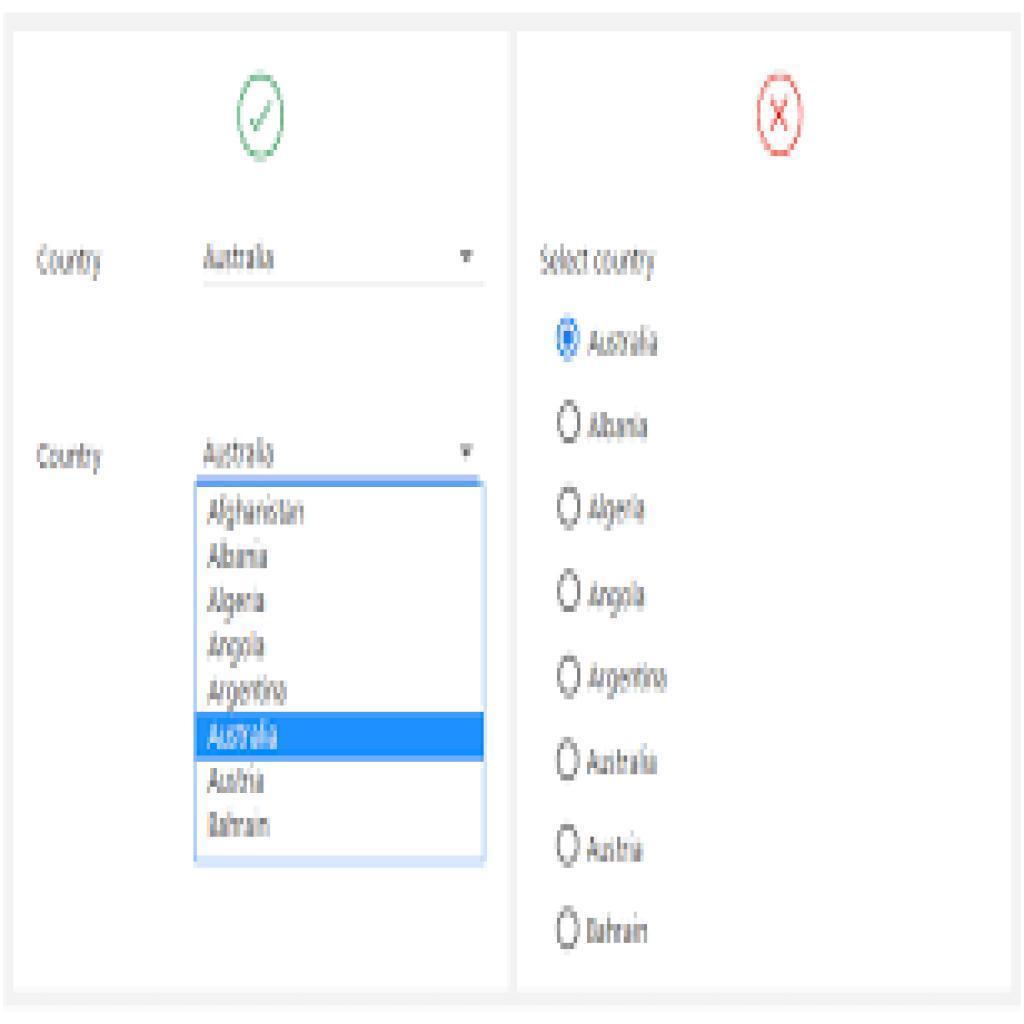 Country Australia
Country Australia
Afghanistan
Albania
Algeria
Angola
Argentina
Australia
Austria
Bahrain
Select country
Australia
Albania
Algeria
Angola
Argentina
Australia
Austria
Bahrain